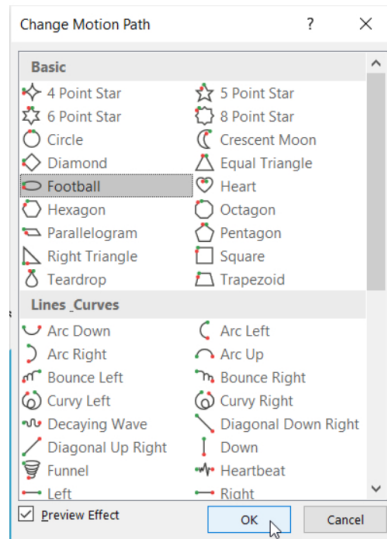 Change Motion Path ? ×
Basic
4 Point Star 5 Point Star
6 Point Star 8 Point Star
Circle Crescent Moon
Diamond Equal Triangle
Football Heart
Hexagon Octagon
Parallelogram Pentagon
Right Triangle Square
Teardrop Trapezoid
Lines_Curves
Arc Down Arc Left
Arc Right Arc Up
Bounce Left Bounce Right
Curvy Left Curvy Right
Decaying Wave Diagonal Down Right
Diagonal Up Right Down
Funnel Heartbeat
Left Right
Preview Effect OK Cancel